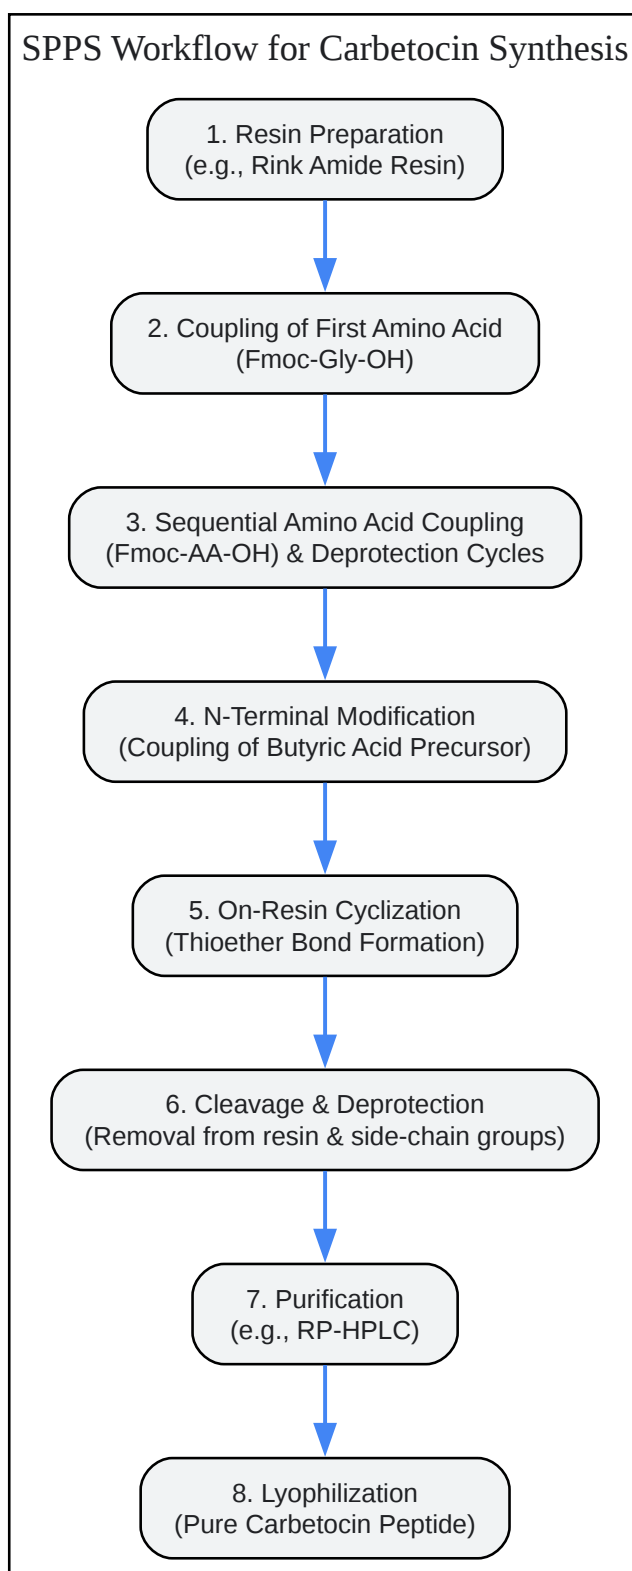 SPPS Workflow for Carbetocin Synthesis
1. Resin Preparation
(e.g., Rink Amide Resin)
2. Coupling of First Amino Acid
(Fmoc-Gly-OH)
3. Sequential Amino Acid Coupling
(Fmoc-AA-OH) & Deprotection Cycles
4. N-Terminal Modification
(Coupling of Butyric Acid Precursor)
5. On-Resin Cyclization
(Thioether Bond Formation)
6. Cleavage & Deprotection
(Removal from resin & side-chain groups)
7. Purification
(e.g., RP-HPLC)
8. Lyophilization
(Pure Carbetocin Peptide)